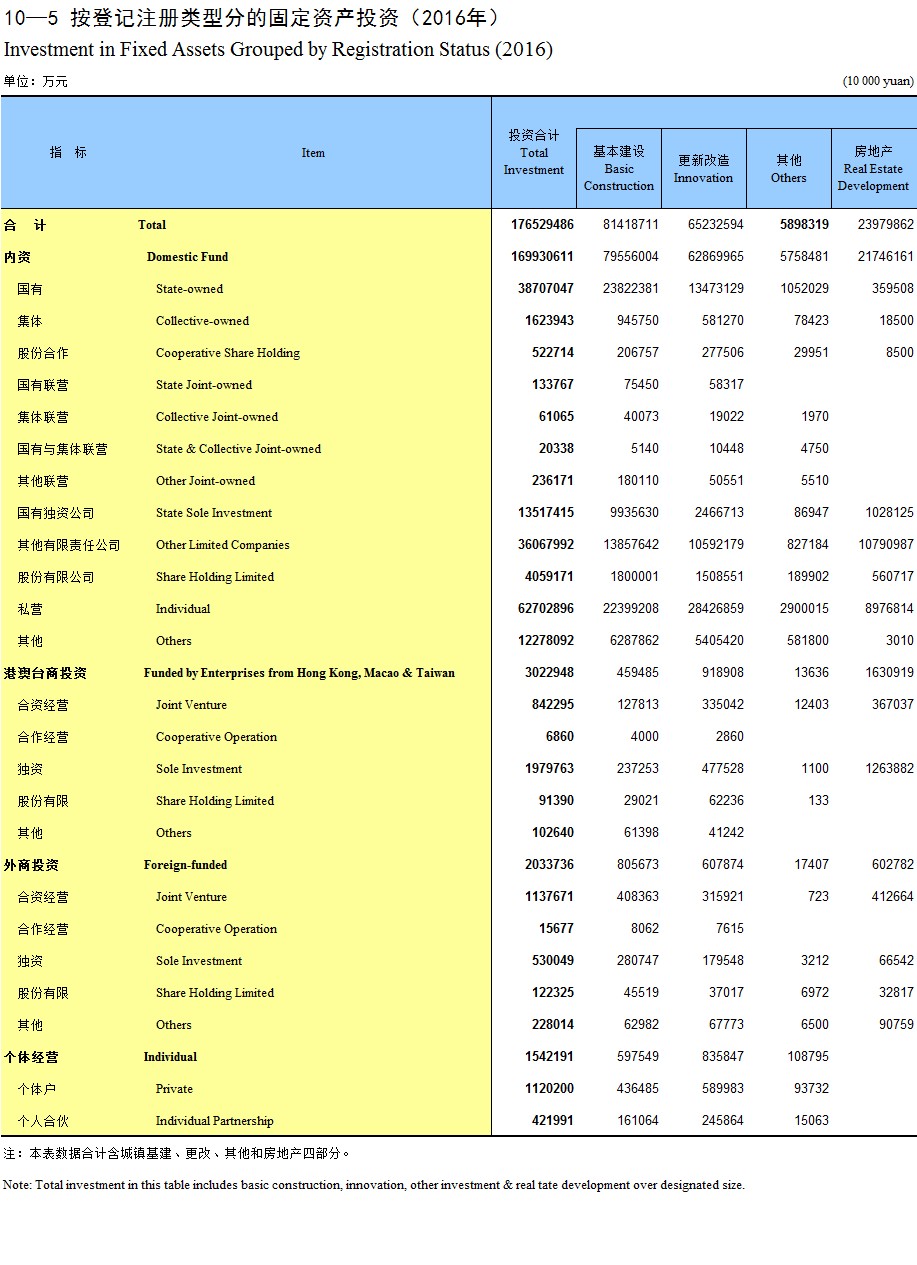 10—5 按登记注册类型分的固定资产投资（2016年）
Investment in Fixed Assets Grouped by Registration Status (2016)
单位：万元 (10 000 yuan)
指 标 Item 投资合计 Total Investment 基本建设 Basic Construction 更新改造 Innovation 其他 Others 房地产 Real Estate Development
合 计 Total 176529486 81418711 65232594 5898319 23979862
内资 Domestic Fund 169930611 79556004 62869965 5758481 21746161
国有 State-owned 38707047 23822381 13473129 1052029 359508
集体 Collective-owned 1623943 945750 581270 78423 18500
股份合作 Cooperative Share Holding 522714 206757 277506 29951 8500
国有联营 State Joint-owned 133767 75450 58317
集体联营 Collective Joint-owned 61065 40073 19022 1970
国有与集体联营 State & Collective Joint-owned 20338 5140 10448 4750
其他联营 Other Joint-owned 236171 180110 50551 5510
国有独资公司 State Sole Investment 13517415 9935630 2466713 86947 1028125
其他有限责任公司 Other Limited Companies 36067992 13857642 10592179 827184 10790987
股份有限公司 Share Holding Limited 4059171 1800001 1508551 189902 560717
私营 Individual 62702896 22399208 28426859 2900015 8976814
其他 Others 12278092 6287862 5405420 581800 3010
港澳台商投资 Funded by Enterprises from Hong Kong, Macao & Taiwan 3022948 459485 918908 13636 1630919
合资经营 Joint Venture 842295 127813 335042 12403 367037
合作经营 Cooperative Operation 6860 4000 2860
独资 Sole Investment 1979763 237253 477528 1100 1263882
股份有限 Share Holding Limited 91390 29021 62236 133
其他 Others 102640 61398 41242
外商投资 Foreign-funded 2033736 805673 607874 17407 602782
合资经营 Joint Venture 1137671 408363 315921 723 412664
合作经营 Cooperative Operation 15677 8062 7615
独资 Sole Investment 530049 280747 179548 3212 66542
股份有限 Share Holding Limited 122325 45519 37017 6972 32817
其他 Others 228014 62982 67773 6500 90759
个体经营 Individual 1542191 597549 835847 108795
个体户 Private 1120200 436485 589983 93732
个人合伙 Individual Partnership 421991 161064 245864 15063
注：本表数据合计含城镇基建、更改、其他和房地产四部分。
Note: Total investment in this table includes basic construction, innovation, other investment & real tate development over designated size.